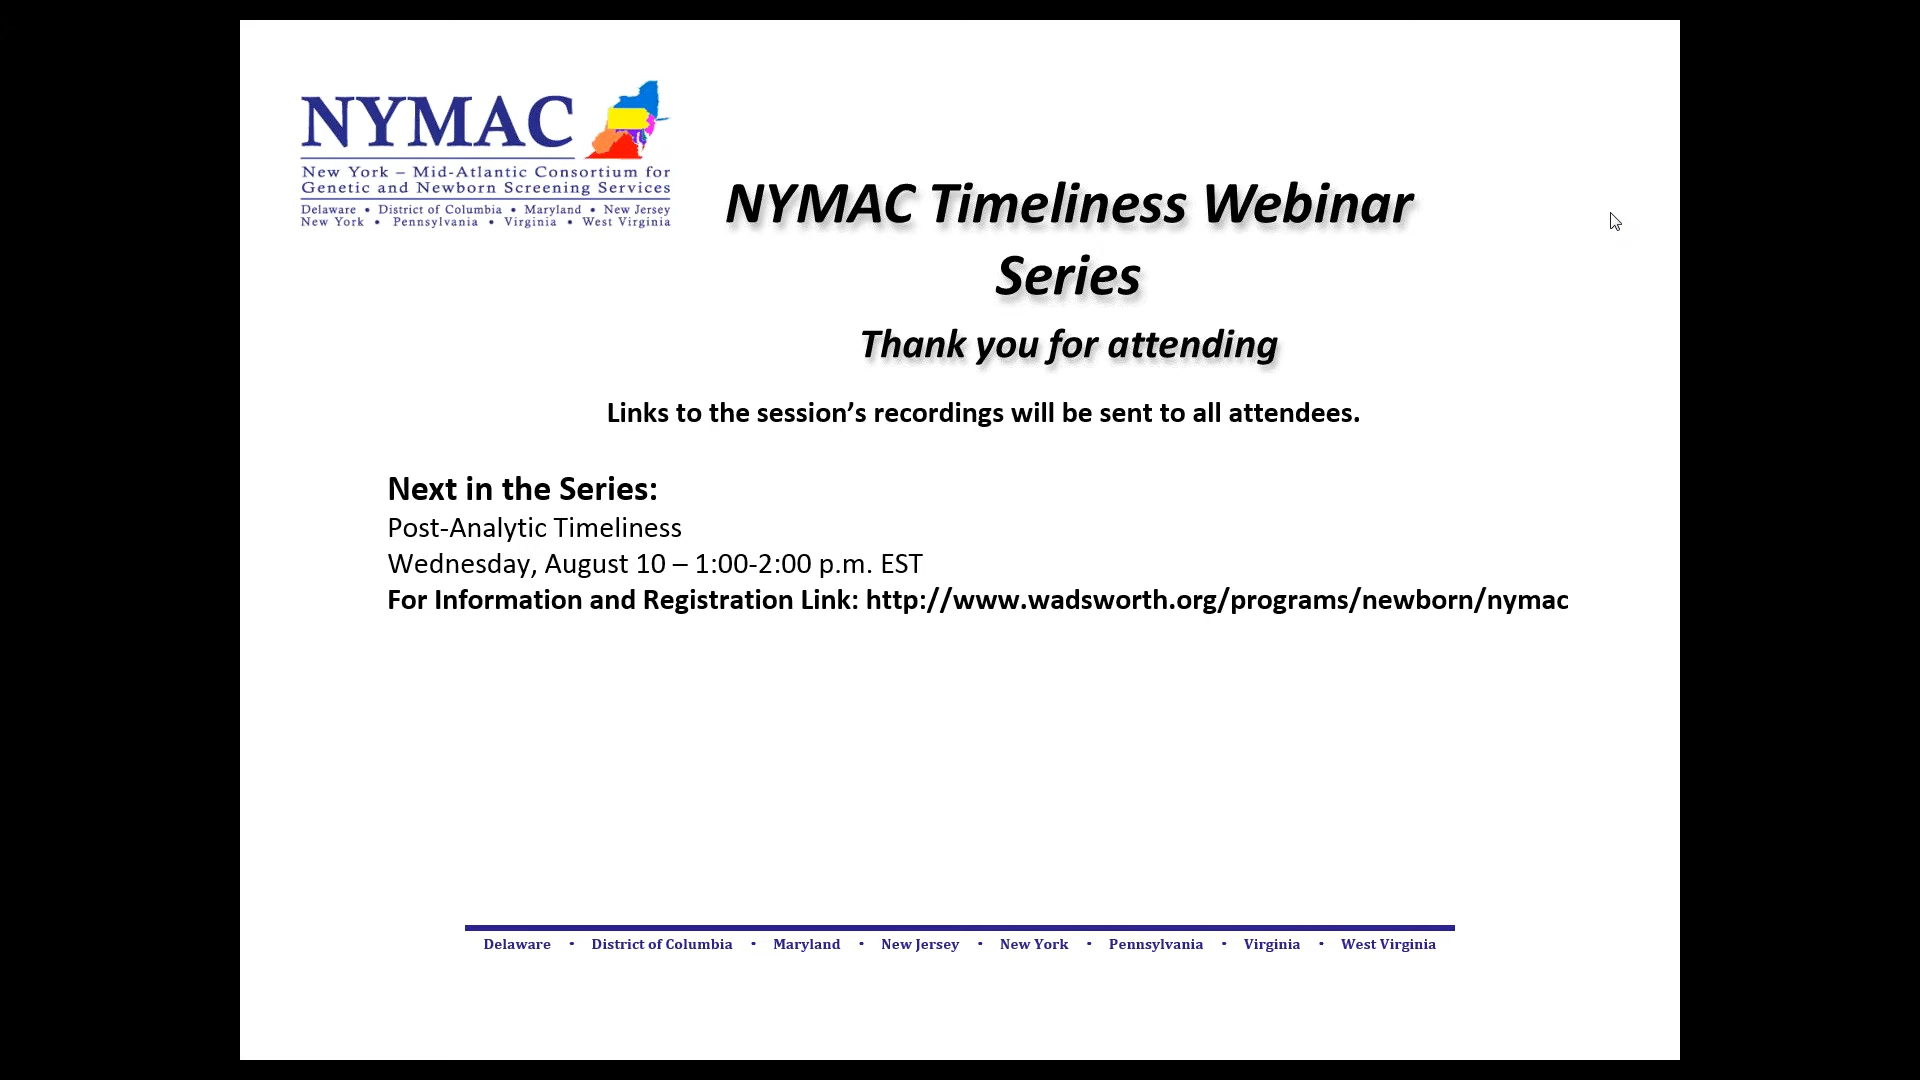 NYMAC
New York – Mid-Atlantic Consortium for
Genetic and Newborn Screening Services
Delaware • District of Columbia • Maryland • New Jersey
New York • Pennsylvania • Virginia • West Virginia
NYMAC Timeliness Webinar
Series
Thank you for attending
Links to the session’s recordings will be sent to all attendees.
Next in the Series:
Post-Analytic Timeliness
Wednesday, August 10 – 1:00-2:00 p.m. EST
For Information and Registration Link: http://www.wadsworth.org/programs/newborn/nymac
Delaware • District of Columbia • Maryland • New Jersey • New York • Pennsylvania • Virginia • West Virginia